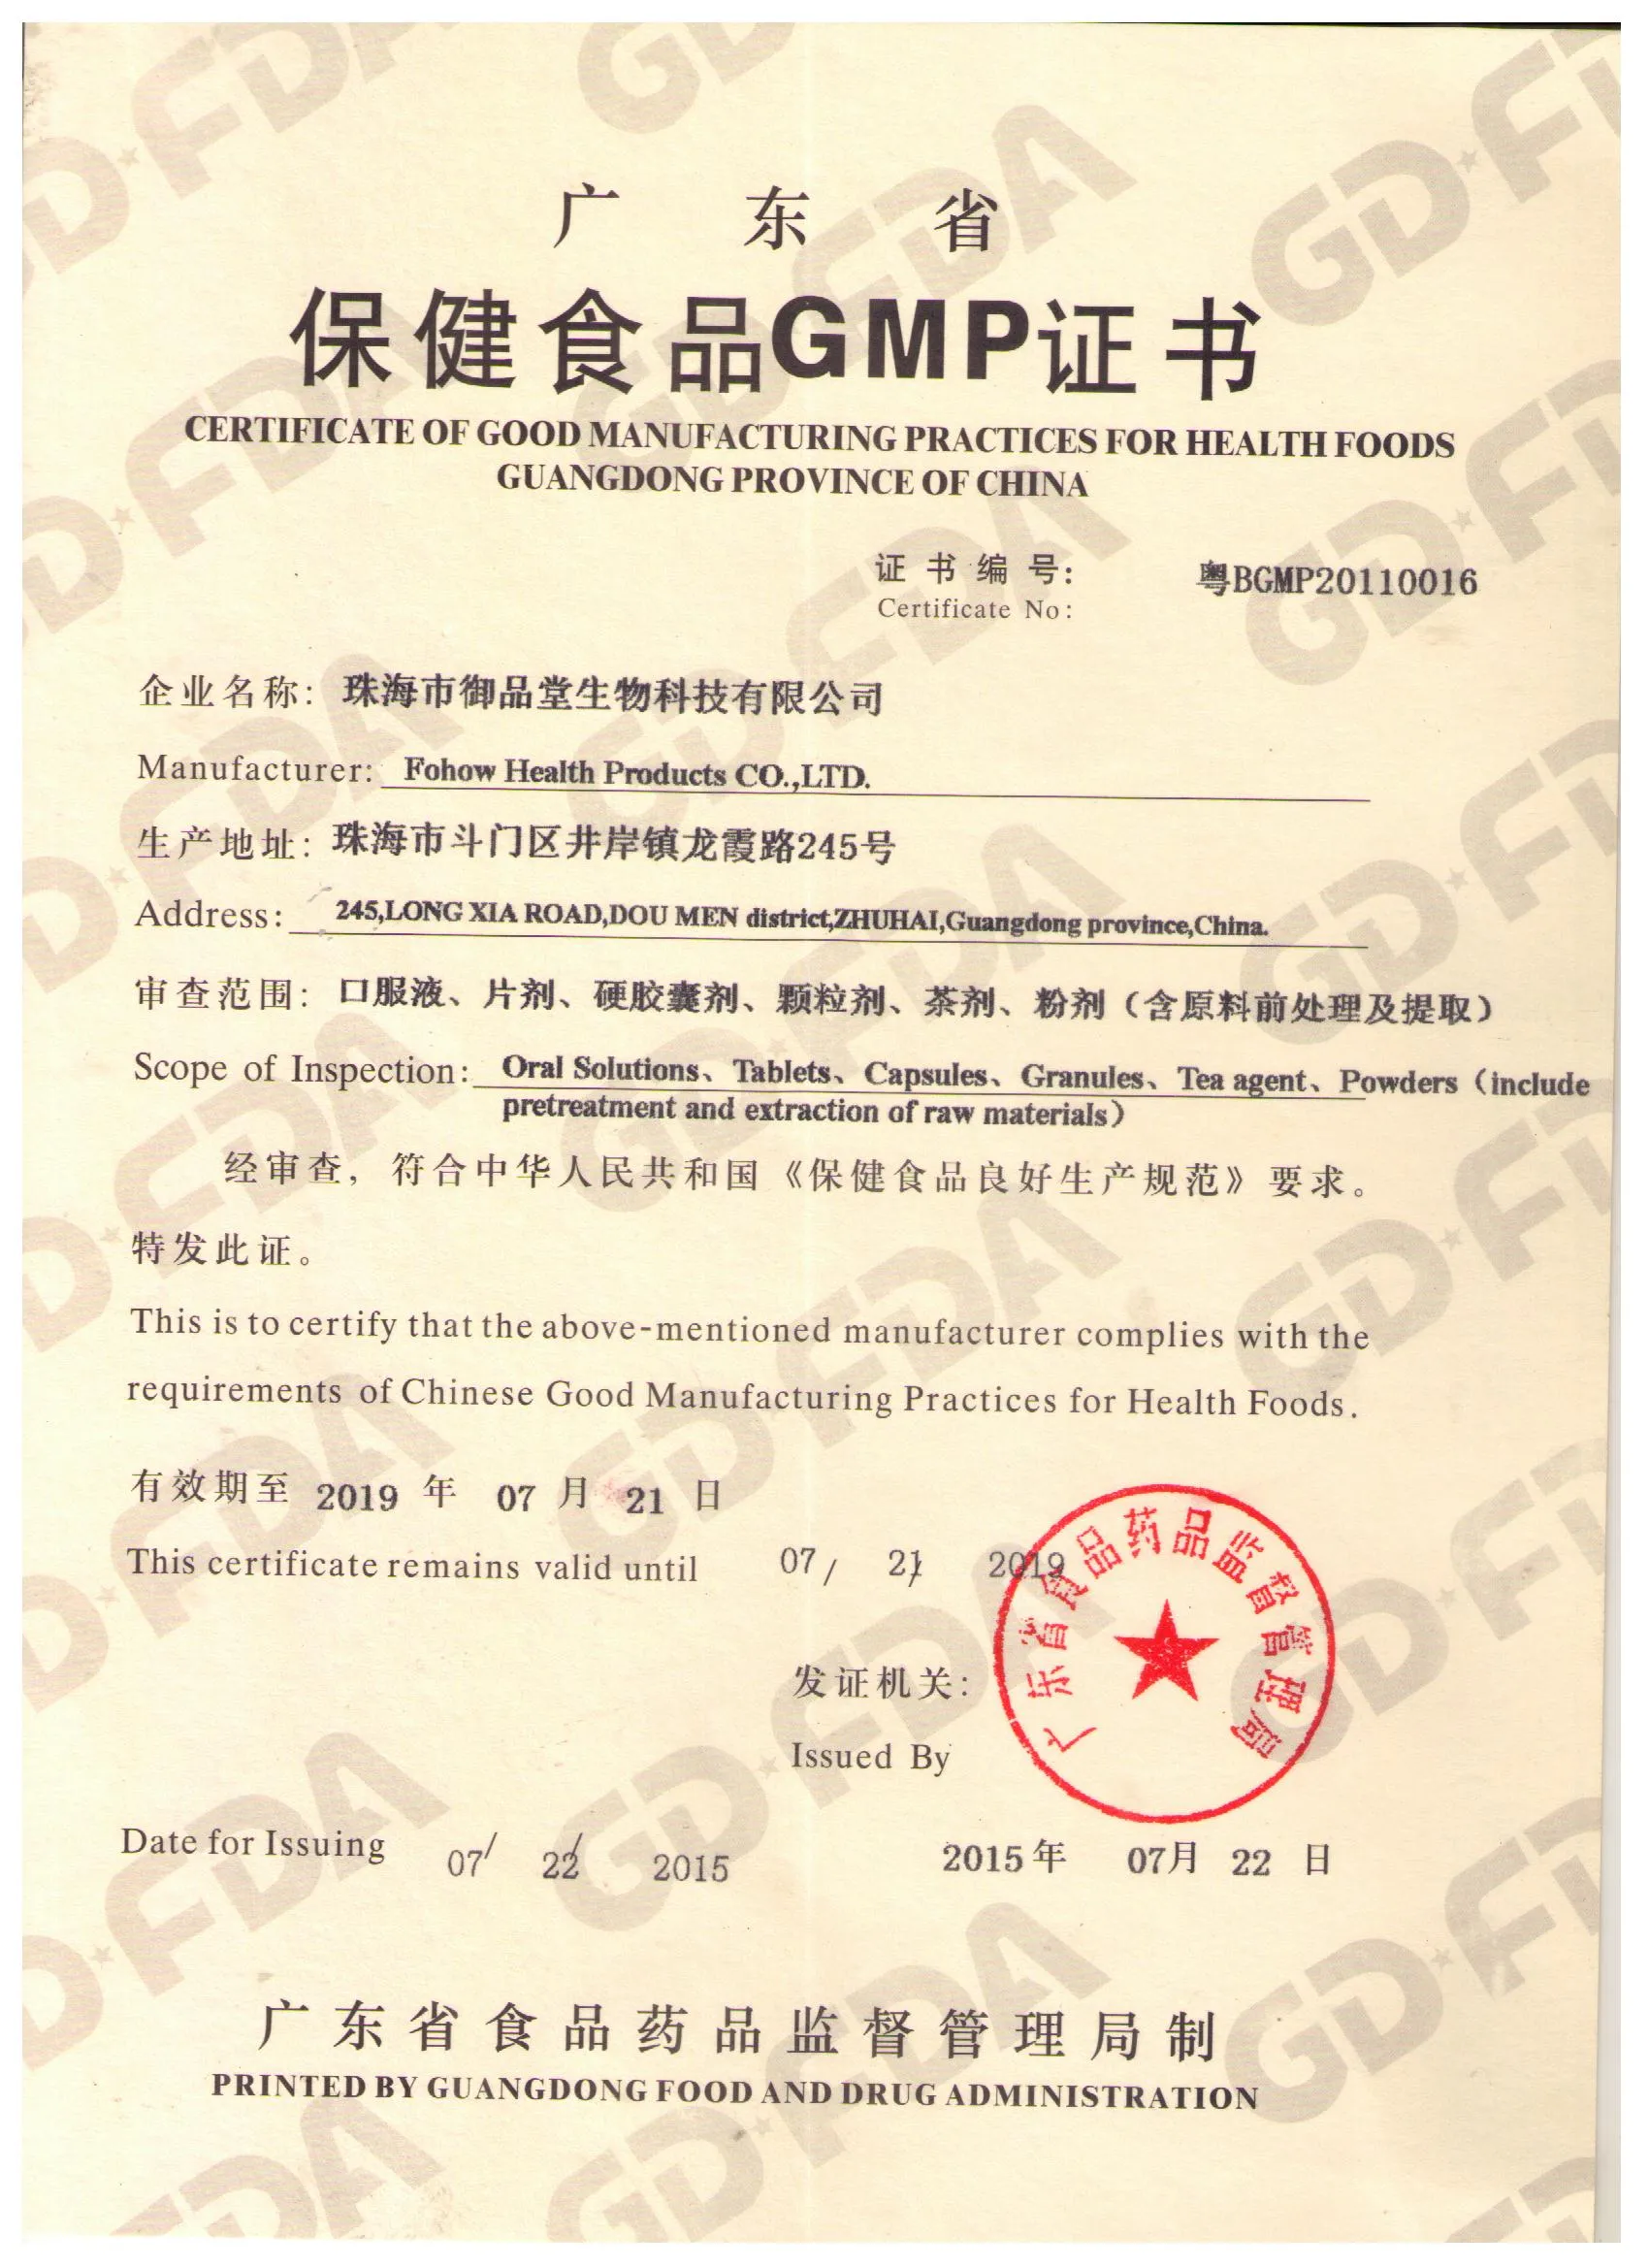 广东省
保健食品GMP证书
CERTIFICATE OF GOOD MANUFACTURING PRACTICES FOR HEALTH FOODS
GUANGDONG PROVINCE OF CHINA
证书编号: 粤BGMP20110016
Certificate No:
企业名称: 珠海市御品堂生物科技有限公司
Manufacturer: Fohow Health Products CO.,LTD.
生产地址: 珠海市斗门区井岸镇龙霞路245号
Address: 245,LONG XIA ROAD,DOU MEN district,ZHUHAI,Guangdong province,China.
审查范围: 口服液、片剂、硬胶囊剂、颗粒剂、茶剂、粉剂（含原料前处理及提取）
Scope of Inspection: Oral Solutions、Tablets、Capsules、Granules、Tea agent、Powders（include
pretreatment and extraction of raw materials）
经审查，符合中华人民共和国《保健食品良好生产规范》要求。
特发此证。
This is to certify that the above-mentioned manufacturer complies with the
requirements of Chinese Good Manufacturing Practices for Health Foods.
有效期至 2019 年 07 月 21 日
This certificate remains valid until 07/ 21/ 2019
广东省食品药品监督管理局
发证机关:
Issued By
Date for Issuing 07/ 22/ 2015
2015年 07月 22 日
广东省食品药品监督管理局制
PRINTED BY GUANGDONG FOOD AND DRUG ADMINISTRATION
GD★FDA